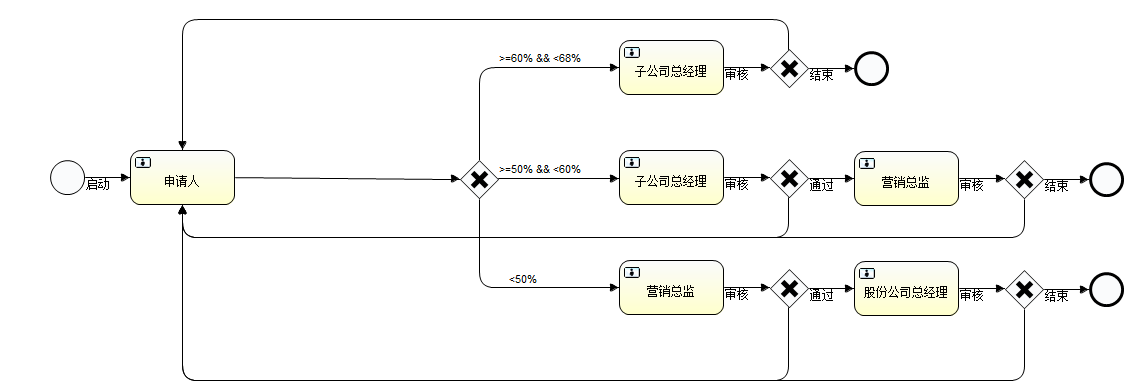 >=60% && <68%
子公司总经理
审核
结束
启动
申请人
>=50% && <60%
子公司总经理
审核
通过
营销总监
审核
结束
<50%
营销总监
审核
通过
股份公司总经理
审核
结束